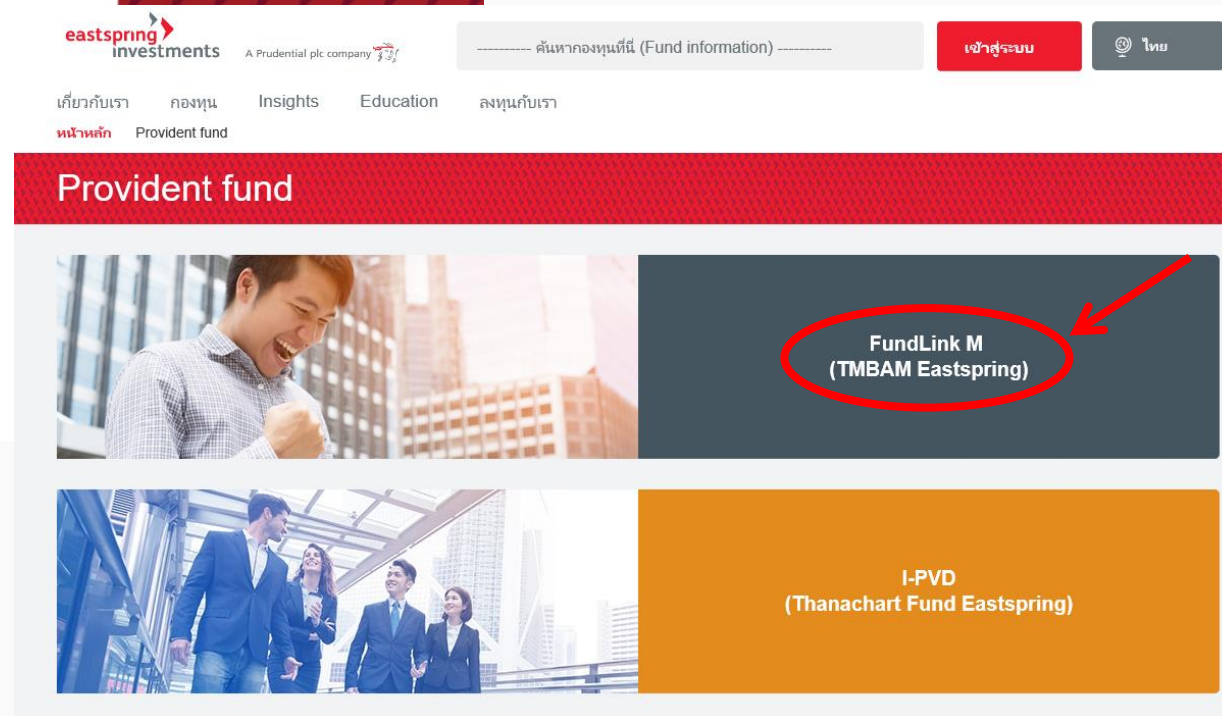 eastspring
investments
A Prudential plc company
---------- ค้นหากองทุนที่นี่ (Fund information) ----------
เข้าสู่ระบบ
ไทย
เกี่ยวกับเรา กองทุน Insights Education ลงทุนกับเรา
หน้าหลัก Provident fund
Provident fund
FundLink M
(TMBAM Eastspring)
I-PVD
(Thanachart Fund Eastspring)